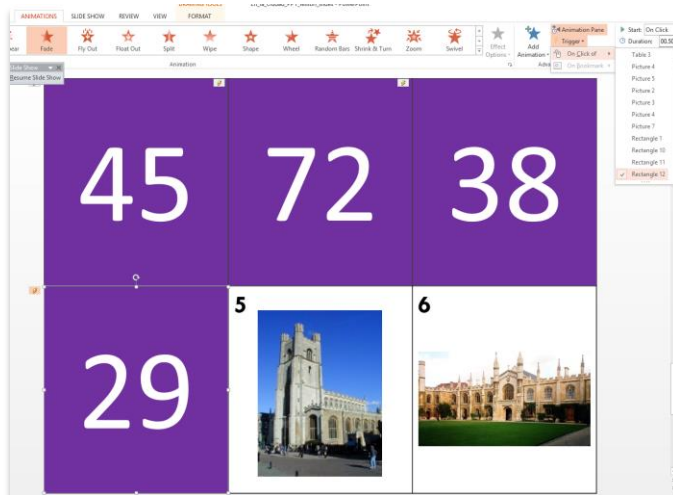 ANIMATIONS SLIDE SHOW REVIEW VIEW FORMAT
Fade Fly Out Float Out Split Wipe Shape Wheel Random Bars Shrink & Turn Zoom Swivel
Effect Options
Add Animation
Animation Pane
Trigger
On Click of
On Bookmark
Start: On Click
Duration
Animation
Slide Show
Resume Slide Show
Table 3
Picture 4
Picture 5
Picture 2
Picture 3
Picture 4
Picture 7
Rectangle 1
Rectangle 10
Rectangle 11
Rectangle 12
45 72 38
29 5 6